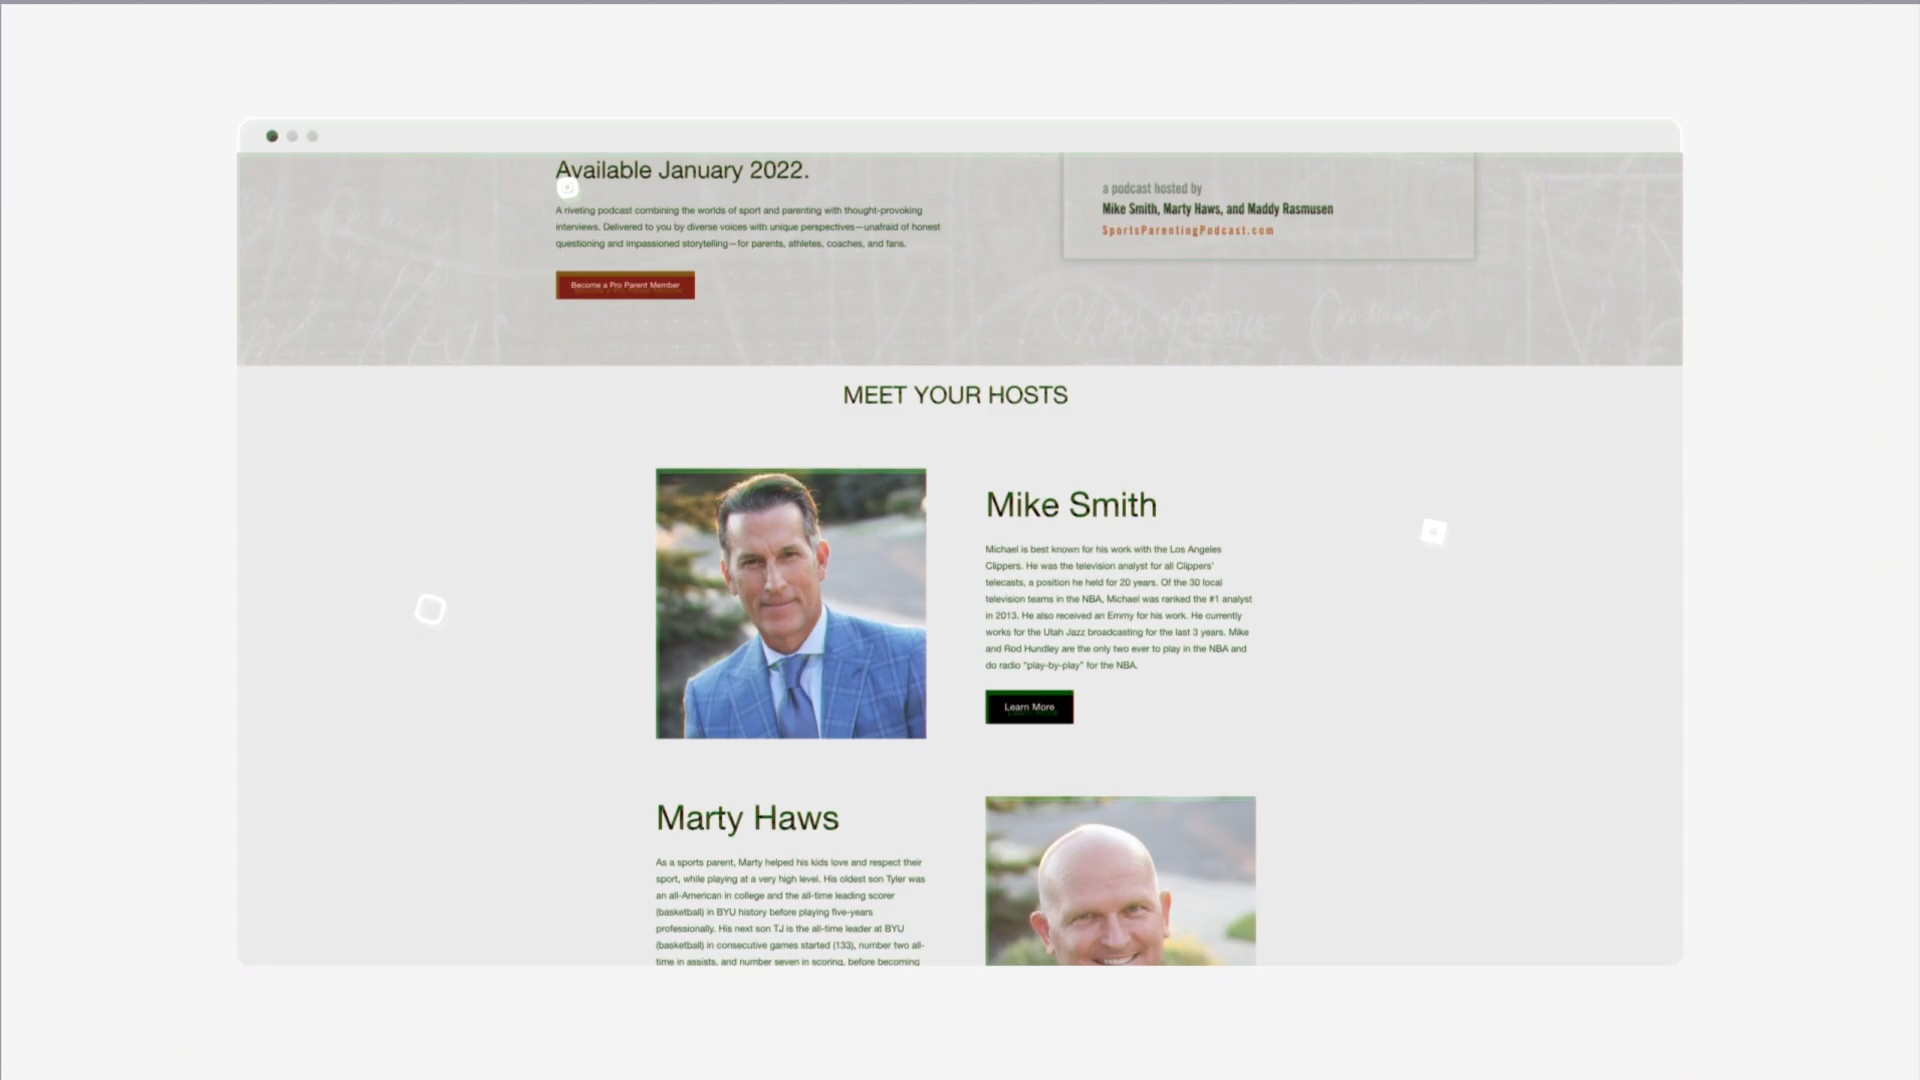 Available January 2022.
A riveting podcast combining the worlds of sport and parenting with thought-provoking
interviews. Delivered to you by diverse voices with unique perspectives—unafraid of honest
questioning and impassioned storytelling—for parents, athletes, coaches, and fans.
Become a Pro Parent Member
a podcast hosted by
Mike Smith, Marty Haws, and Maddy Rasmusen
SportsParentingPodcast.com
MEET YOUR HOSTS
Mike Smith
Michael is best known for his work with the Los Angeles
Clippers. He was the television analyst for all Clippers'
telecasts, a position he held for 20 years. Of the 30 local
television teams in the NBA, Michael was ranked the #1 analyst
in 2013. He also received an Emmy for his work. He currently
works for the Utah Jazz broadcasting for the last 3 years. Mike
and Rod Hundley are the only two ever to play in the NBA and
do radio "play-by-play" for the NBA.
Learn More
Marty Haws
As a sports parent, Marty helped his kids love and respect their
sport, while playing at a very high level. His oldest son Tyler was
an all-American in college and the all-time leading scorer
(basketball) in BYU history before playing five-years
professionally. His next son TJ is the all-time leader at BYU
(basketball) in consecutive games started (133), number two all-
time in assists, and number seven in scoring, before becoming